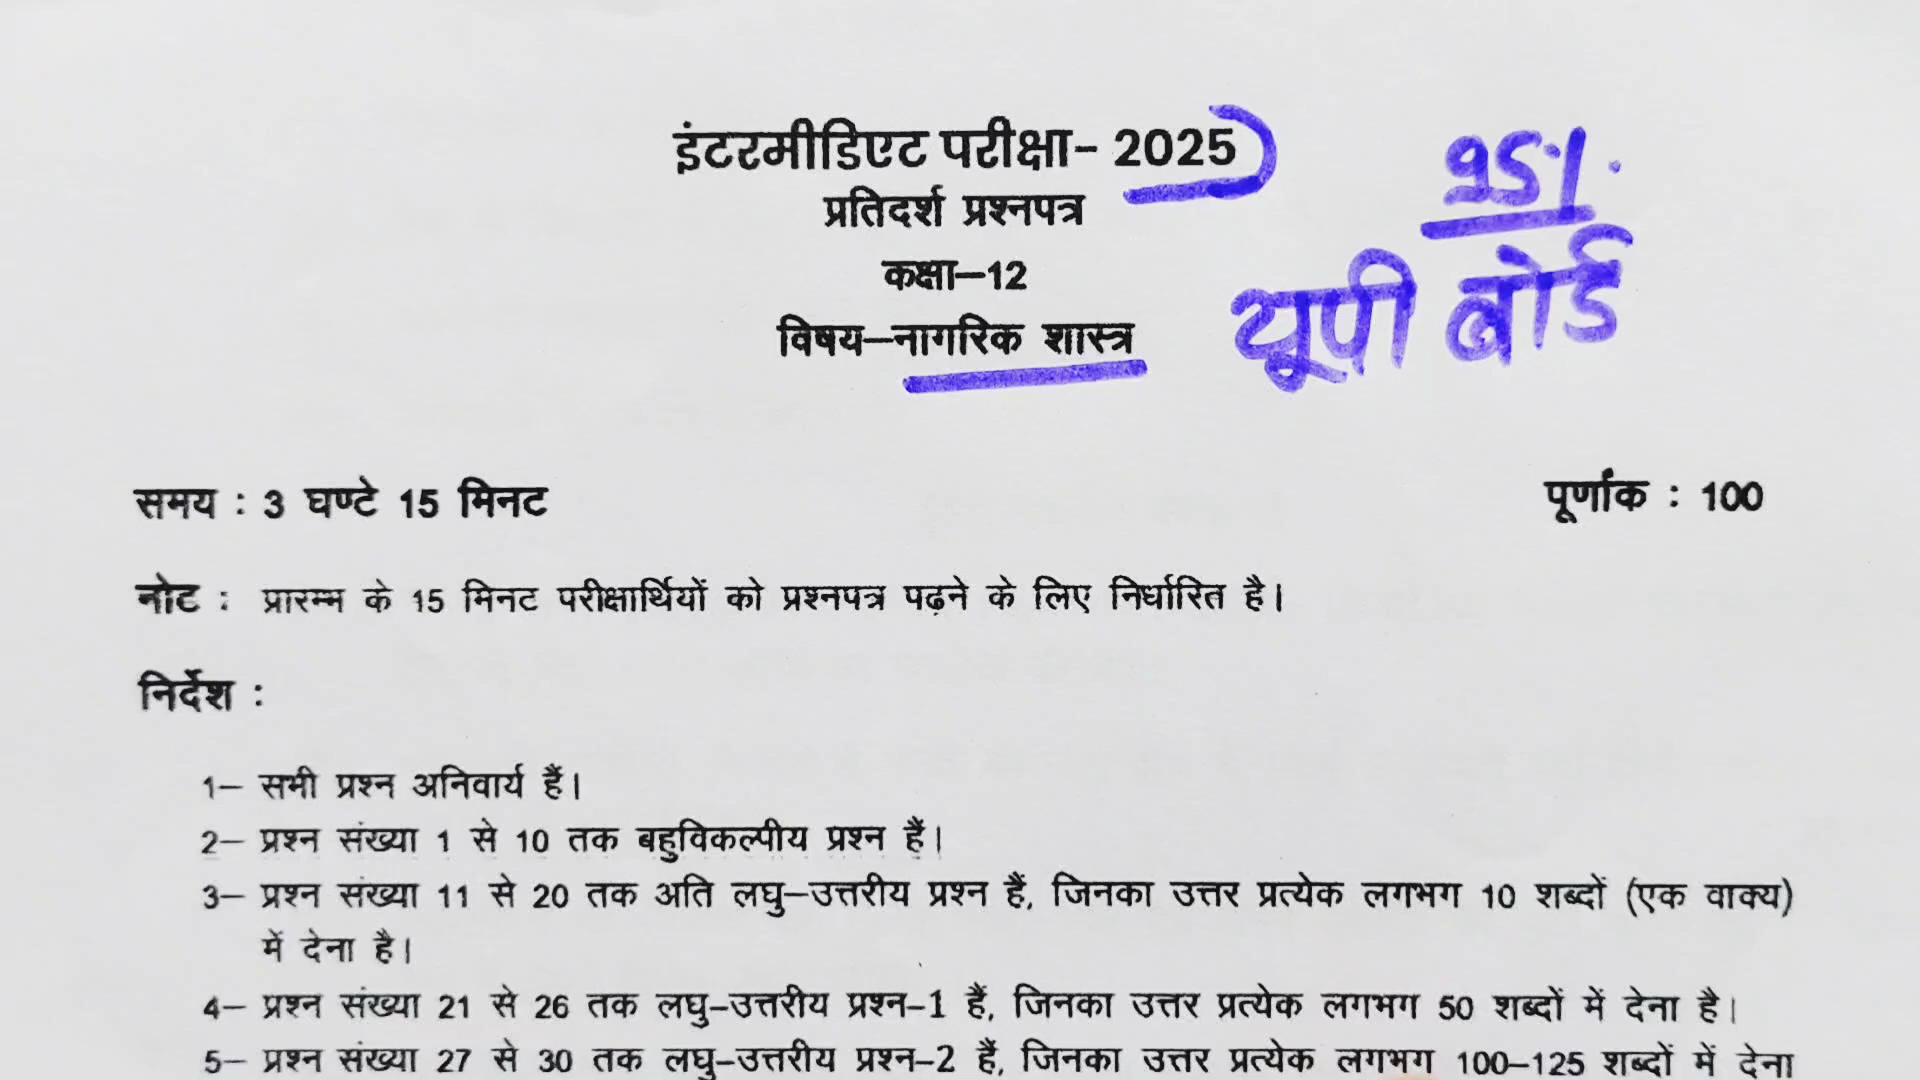 इंटरमीडिएट परीक्षा- 2025
प्रतिदर्श प्रश्नपत्र
कक्षा–12
विषय–नागरिक शास्त्र
95%
यूपी बोर्ड
समय : 3 घण्टे 15 मिनट
पूर्णांक : 100
नोट : प्रारम्भ के 15 मिनट परीक्षार्थियों को प्रश्नपत्र पढ़ने के लिए निर्धारित है।
निर्देश :
1– सभी प्रश्न अनिवार्य हैं।
2– प्रश्न संख्या 1 से 10 तक बहुविकल्पीय प्रश्न हैं।
3– प्रश्न संख्या 11 से 20 तक अति लघु–उत्तरीय प्रश्न हैं, जिनका उत्तर प्रत्येक लगभग 10 शब्दों (एक वाक्य)
में देना है।
4– प्रश्न संख्या 21 से 26 तक लघु–उत्तरीय प्रश्न–1 हैं, जिनका उत्तर प्रत्येक लगभग 50 शब्दों में देना है।
5– प्रश्न संख्या 27 से 30 तक लघु–उत्तरीय प्रश्न–2 हैं, जिनका उत्तर प्रत्येक लगभग 100–125 शब्दों में देना